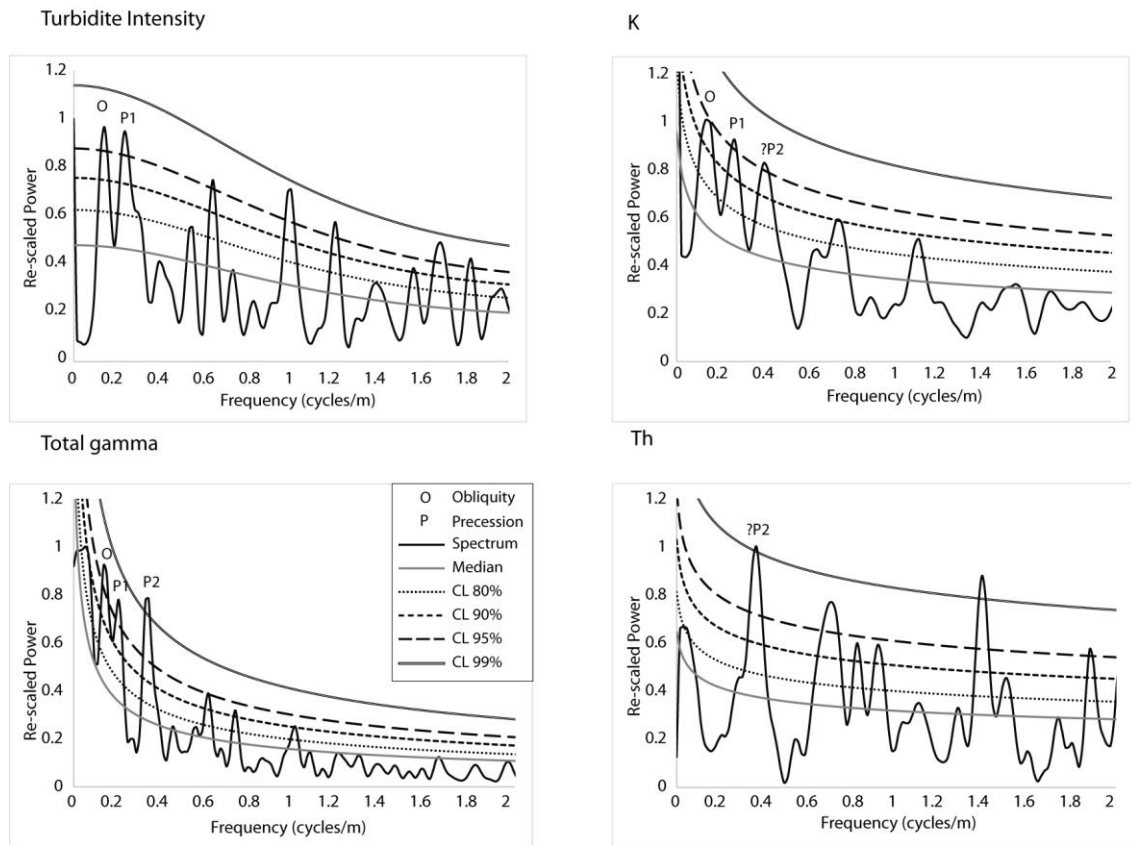 Turbidite Intensity
1.2
1
0.8
0.6
0.4
0.2
0
Re-scaled Power
O
P1
0 0.2 0.4 0.6 0.8 1 1.2 1.4 1.6 1.8 2
Frequency (cycles/m)
K
1.2
1
0.8
0.6
0.4
0.2
0
Re-scaled Power
O
P1
?P2
0 0.2 0.4 0.6 0.8 1 1.2 1.4 1.6 1.8 2
Frequency (cycles/m)
Total gamma
1.2
1
0.8
0.6
0.4
0.2
0
Re-scaled Power
O
P1
P2
0 0.2 0.4 0.6 0.8 1 1.2 1.4 1.6 1.8 2
Frequency (cycles/m)
O Obliquity
P Precession
Spectrum
Median
CL 80%
CL 90%
CL 95%
CL 99%
Th
1.2
1
0.8
0.6
0.4
0.2
0
Re-scaled Power
?P2
0 0.2 0.4 0.6 0.8 1 1.2 1.4 1.6 1.8 2
Frequency (cycles/m)